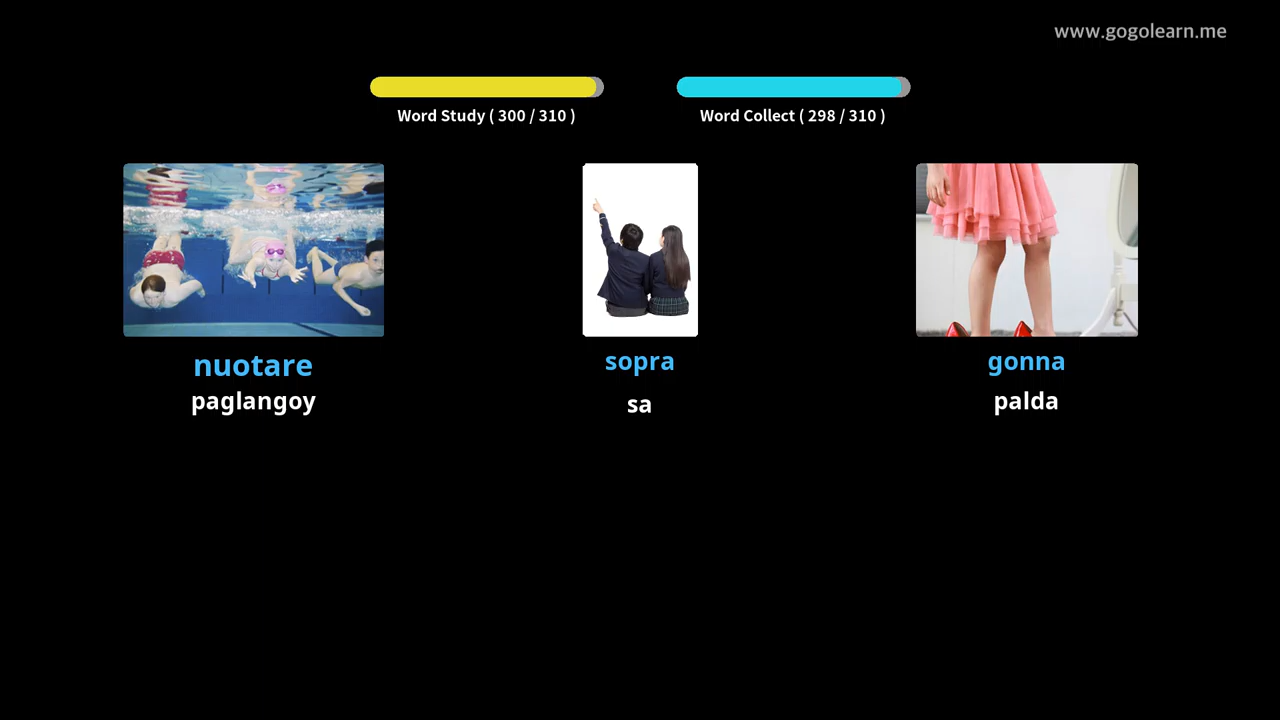 www.gogolearn.me
Word Study ( 300 / 310 )
Word Collect ( 298 / 310 )
nuotare
paglangoy
sopra
sa
gonna
palda